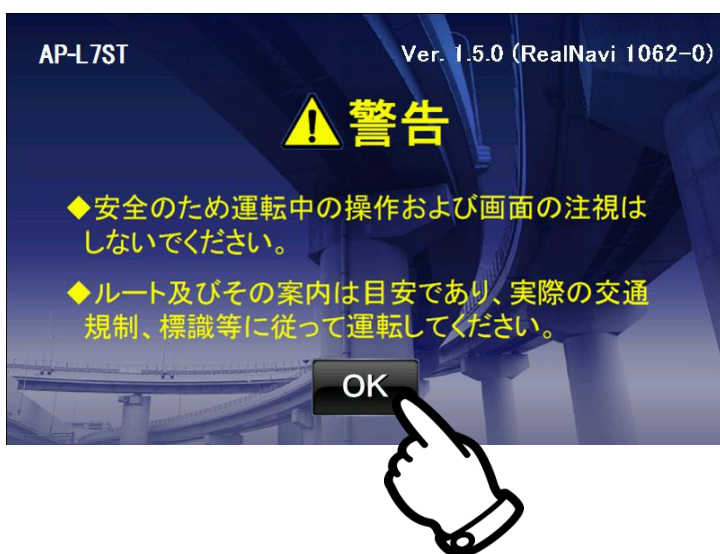 AP-L7ST Ver. 1.5.0 (RealNavi 1062-0)
警告
◆安全のため運転中の操作および画面の注視は
しないでください。
◆ルート及びその案内は目安であり、実際の交通
規制、標識等に従って運転してください。
OK